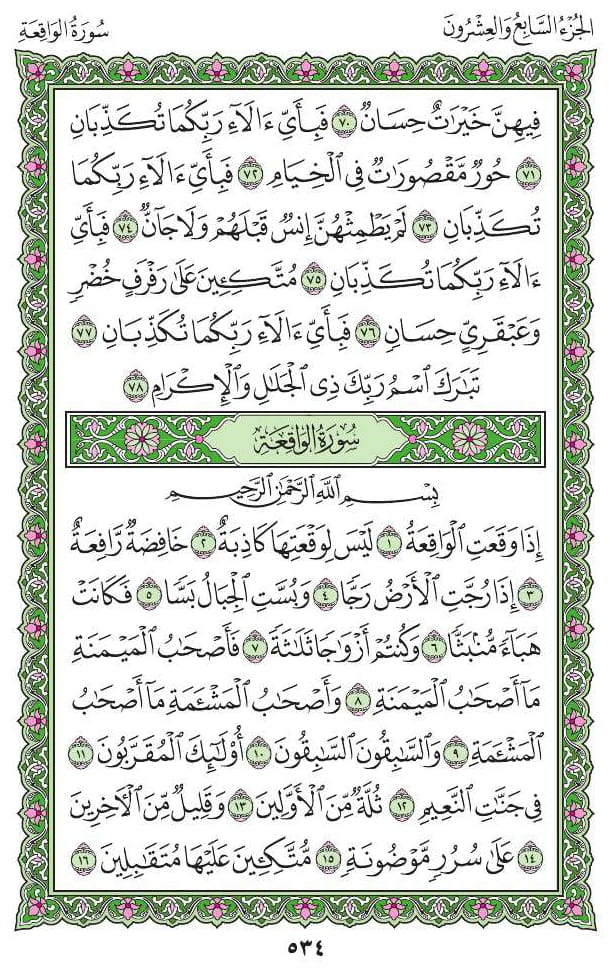 الجُزْءُ السَّابِعُ وَالعِشْرُونَ
سُورَةُ الوَاقِعَةِ
فِيهِنَّ خَيْرَٰتٌ حِسَانٌ ٧٠ فَبِأَيِّ ءَالَآءِ رَبِّكُمَا تُكَذِّبَانِ
٧١ حُورٌ مَّقْصُورَٰتٌ فِي ٱلْخِيَامِ ٧٢ فَبِأَيِّ ءَالَآءِ رَبِّكُمَا
تُكَذِّبَانِ ٧٣ لَمْ يَطْمِثْهُنَّ إِنسٌ قَبْلَهُمْ وَلَا جَآنٌّ ٧٤ فَبِأَيِّ
ءَالَآءِ رَبِّكُمَا تُكَذِّبَانِ ٧٥ مُتَّكِـِٔينَ عَلَىٰ رَفْرَفٍ خُضْرٍ
وَعَبْقَرِيٍّ حِسَانٍ ٧٦ فَبِأَيِّ ءَالَآءِ رَبِّكُمَا تُكَذِّبَانِ ٧٧
تَبَٰرَكَ ٱسْمُ رَبِّكَ ذِي ٱلْجَلَٰلِ وَٱلْإِكْرَامِ ٧٨
سُورَةُ الوَاقِعَةِ
بِسْمِ ٱللَّهِ ٱلرَّحْمَٰنِ ٱلرَّحِيمِ
إِذَا وَقَعَتِ ٱلْوَاقِعَةُ ١ لَيْسَ لِوَقْعَتِهَا كَاذِبَةٌ ٢ خَافِضَةٌ رَّافِعَةٌ
٣ إِذَا رُجَّتِ ٱلْأَرْضُ رَجًّا ٤ وَبُسَّتِ ٱلْجِبَالُ بَسًّا ٥ فَكَانَتْ
هَبَآءً مُّنۢبَثًّا ٦ وَكُنتُمْ أَزْوَٰجًا ثَلَٰثَةً ٧ فَأَصْحَٰبُ ٱلْمَيْمَنَةِ
مَآ أَصْحَٰبُ ٱلْمَيْمَنَةِ ٨ وَأَصْحَٰبُ ٱلْمَشْـَٔمَةِ مَآ أَصْحَٰبُ
ٱلْمَشْـَٔمَةِ ٩ وَٱلسَّٰبِقُونَ ٱلسَّٰبِقُونَ ١٠ أُو۟لَٰٓئِكَ ٱلْمُقَرَّبُونَ ١١
فِي جَنَّٰتِ ٱلنَّعِيمِ ١٢ ثُلَّةٌ مِّنَ ٱلْأَوَّلِينَ ١٣ وَقَلِيلٌ مِّنَ ٱلْءَاخِرِينَ
١٤ عَلَىٰ سُرُرٍ مَّوْضُونَةٍ ١٥ مُّتَّكِـِٔينَ عَلَيْهَا مُتَقَٰبِلِينَ ١٦
٥٣٤